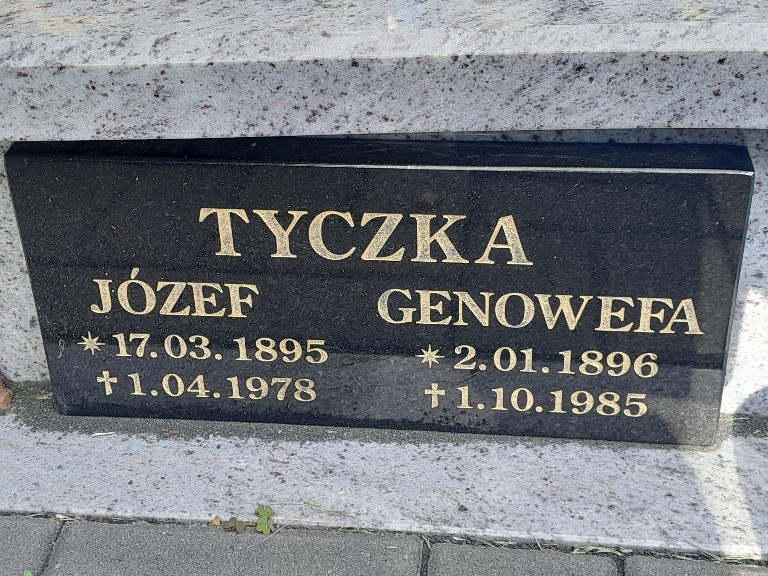 TYCZKA
JÓZEF GENOWEFA
* 17.03.1895 * 2.01.1896
† 1.04.1978 † 1.10.1985